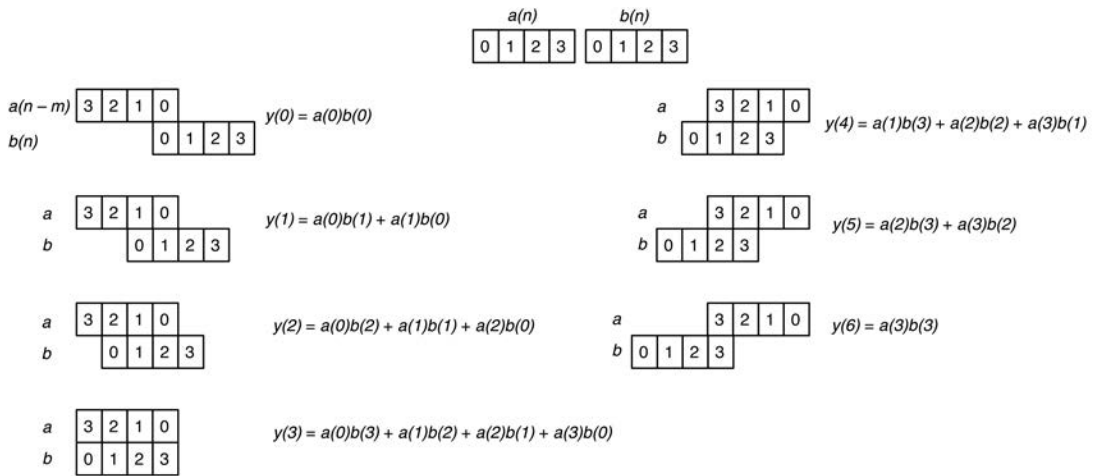 a(n) b(n)
0 1 2 3 0 1 2 3
a(n – m) 3 2 1 0
b(n) 0 1 2 3
y(0) = a(0)b(0)
a 3 2 1 0
b 0 1 2 3
y(1) = a(0)b(1) + a(1)b(0)
a 3 2 1 0
b 0 1 2 3
y(2) = a(0)b(2) + a(1)b(1) + a(2)b(0)
a 3 2 1 0
b 0 1 2 3
y(3) = a(0)b(3) + a(1)b(2) + a(2)b(1) + a(3)b(0)
a 3 2 1 0
b 0 1 2 3
y(4) = a(1)b(3) + a(2)b(2) + a(3)b(1)
a 3 2 1 0
b 0 1 2 3
y(5) = a(2)b(3) + a(3)b(2)
a 3 2 1 0
b 0 1 2 3
y(6) = a(3)b(3)